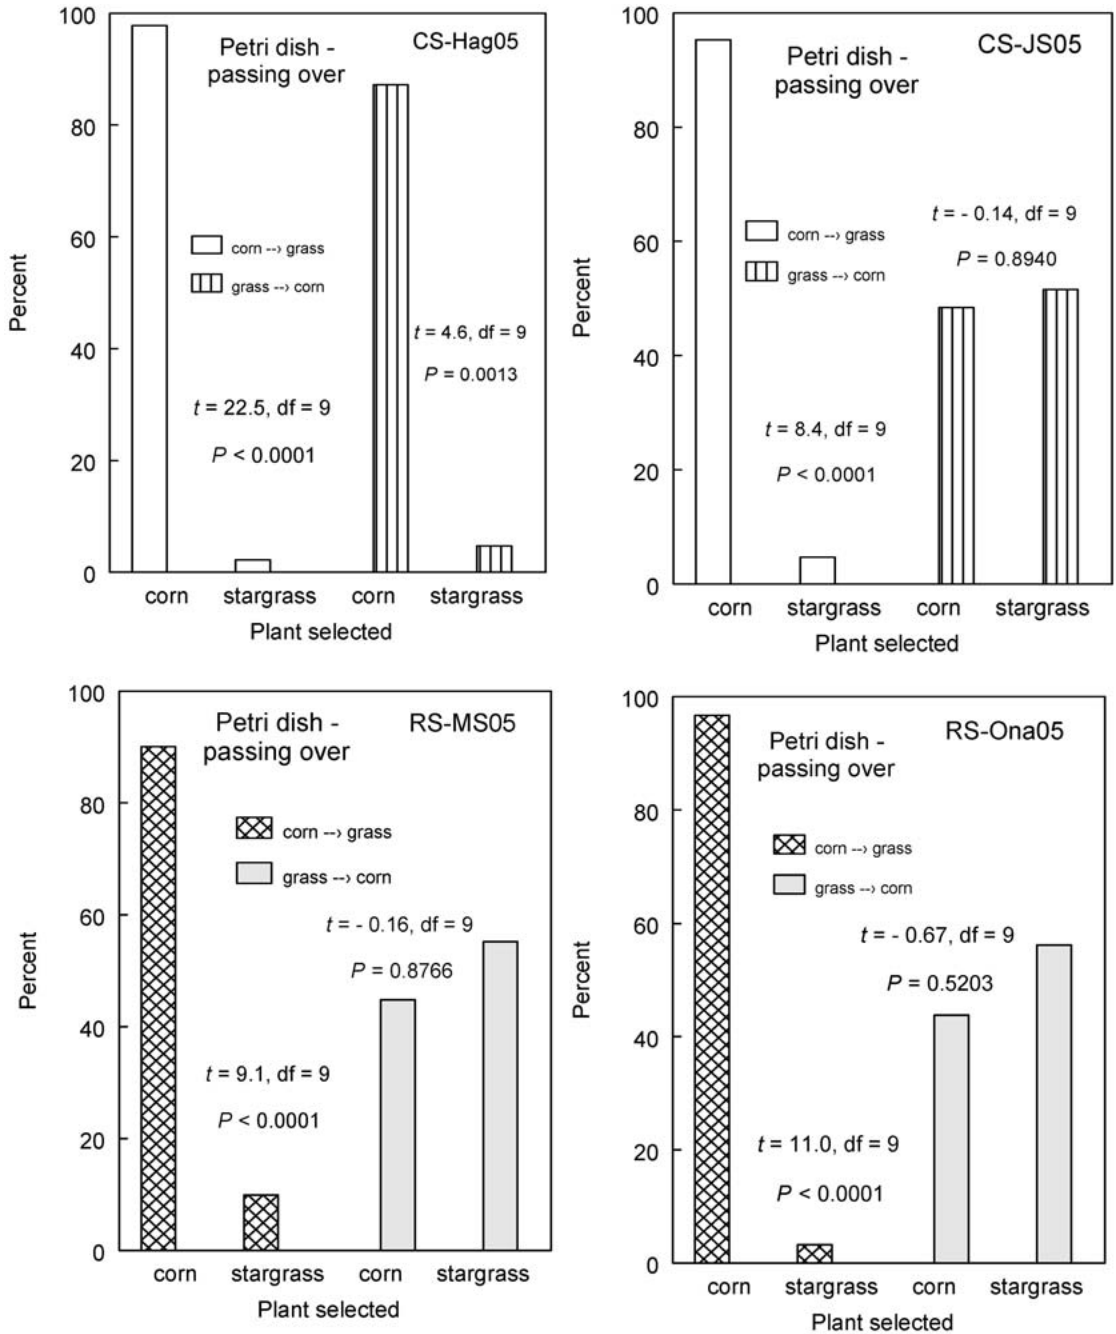 100
80
60
40
20
0
Percent
Petri dish -
passing over
CS-Hag05
corn --› grass
grass --› corn
t = 4.6, df = 9
P = 0.0013
t = 22.5, df = 9
P < 0.0001
corn stargrass corn stargrass
Plant selected
100
80
60
40
20
0
Percent
CS-JS05
Petri dish -
passing over
t = - 0.14, df = 9
P = 0.8940
corn --› grass
grass --› corn
t = 8.4, df = 9
P < 0.0001
corn stargrass corn stargrass
Plant selected
100
80
60
40
20
0
Percent
Petri dish -
passing over
RS-MS05
corn --› grass
grass --› corn
t = - 0.16, df = 9
P = 0.8766
t = 9.1, df = 9
P < 0.0001
corn stargrass corn stargrass
Plant selected
100
80
60
40
20
0
Percent
RS-Ona05
Petri dish -
passing over
corn --› grass
grass --› corn
t = - 0.67, df = 9
P = 0.5203
t = 11.0, df = 9
P < 0.0001
corn stargrass corn stargrass
Plant selected